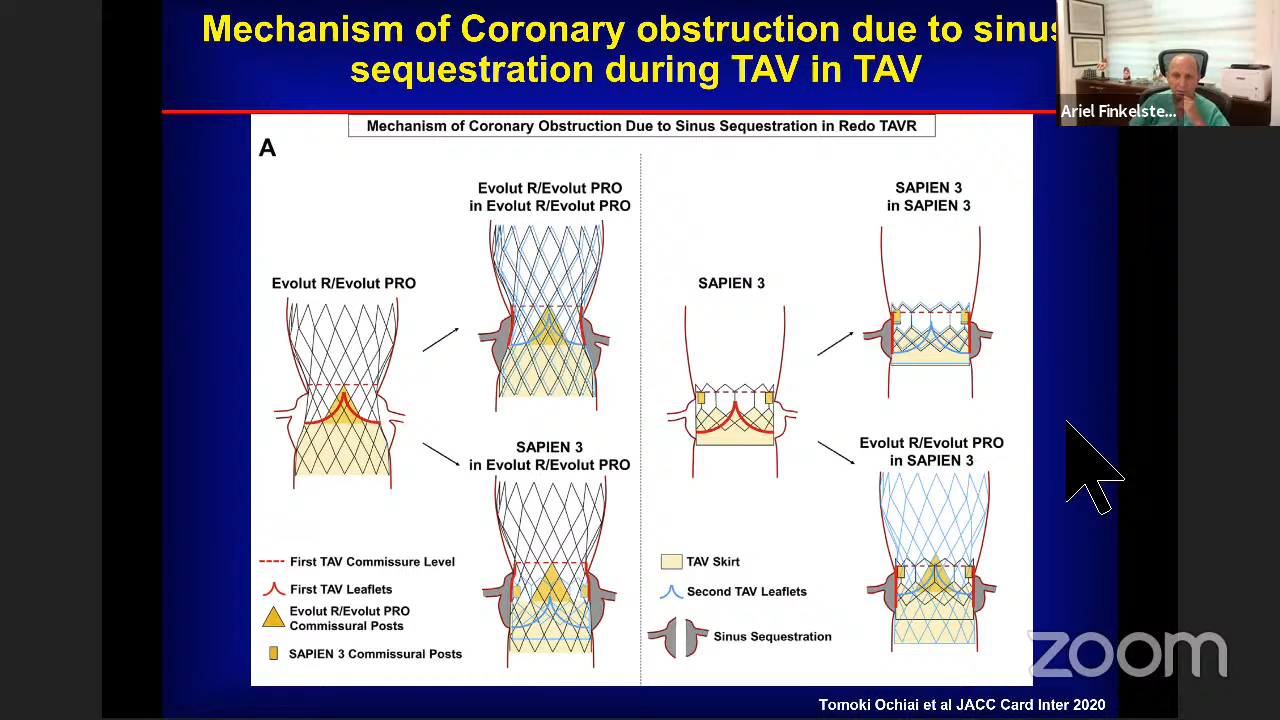 Mechanism of Coronary obstruction due to sinus
sequestration during TAV in TAV
Ariel Finkelste...
Mechanism of Coronary Obstruction Due to Sinus Sequestration in Redo TAVR
A
Evolut R/Evolut PRO
Evolut R/Evolut PRO
in Evolut R/Evolut PRO
SAPIEN 3
in Evolut R/Evolut PRO
SAPIEN 3
SAPIEN 3
in SAPIEN 3
Evolut R/Evolut PRO
in SAPIEN 3
First TAV Commissure Level
First TAV Leaflets
Evolut R/Evolut PRO
Commissural Posts
SAPIEN 3 Commissural Posts
TAV Skirt
Second TAV Leaflets
Sinus Sequestration
zoom
Tomoki Ochiai et al JACC Card Inter 2020